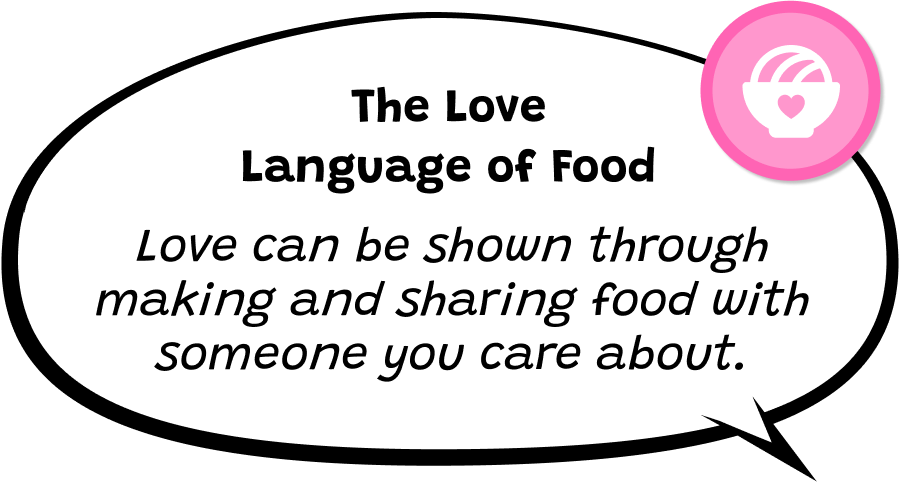 The Love
Language of Food
Love can be shown through
making and sharing food with
someone you care about.